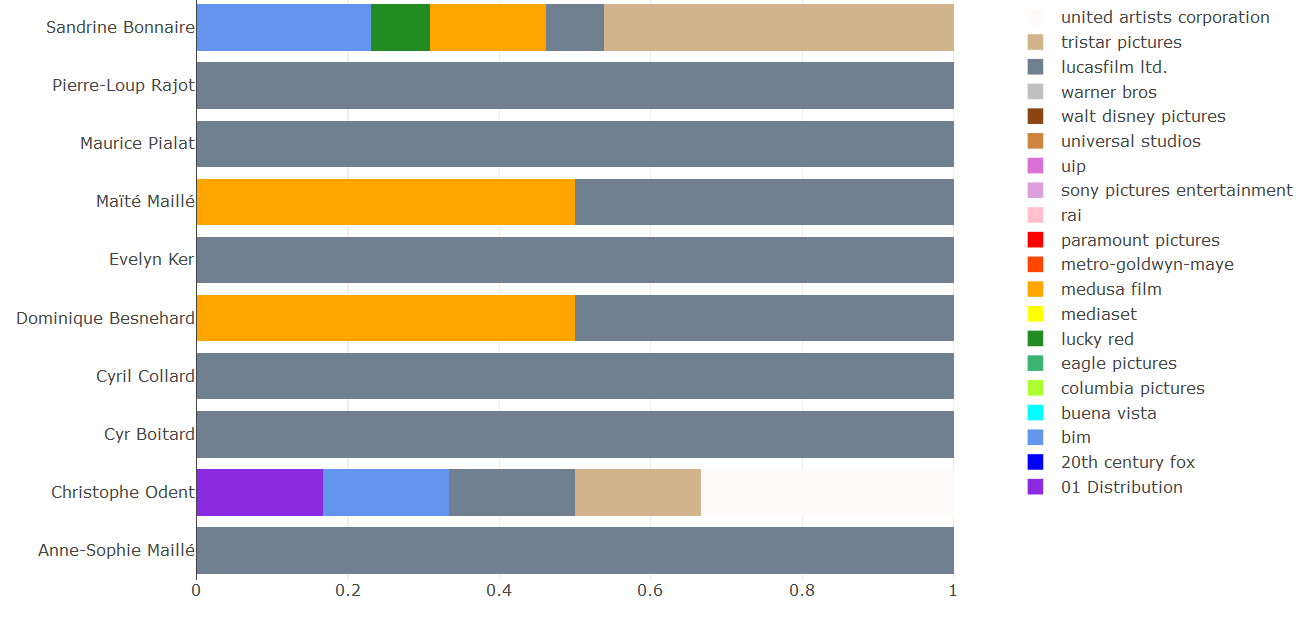 Sandrine Bonnaire
Pierre-Loup Rajot
Maurice Pialat
Maïté Maillé
Evelyn Ker
Dominique Besnehard
Cyril Collard
Cyr Boitard
Christophe Odent
Anne-Sophie Maillé
0 0.2 0.4 0.6 0.8 1
united artists corporation
tristar pictures
lucasfilm ltd.
warner bros
walt disney pictures
universal studios
uip
sony pictures entertainment
rai
paramount pictures
metro-goldwyn-maye
medusa film
mediaset
lucky red
eagle pictures
columbia pictures
buena vista
bim
20th century fox
01 Distribution